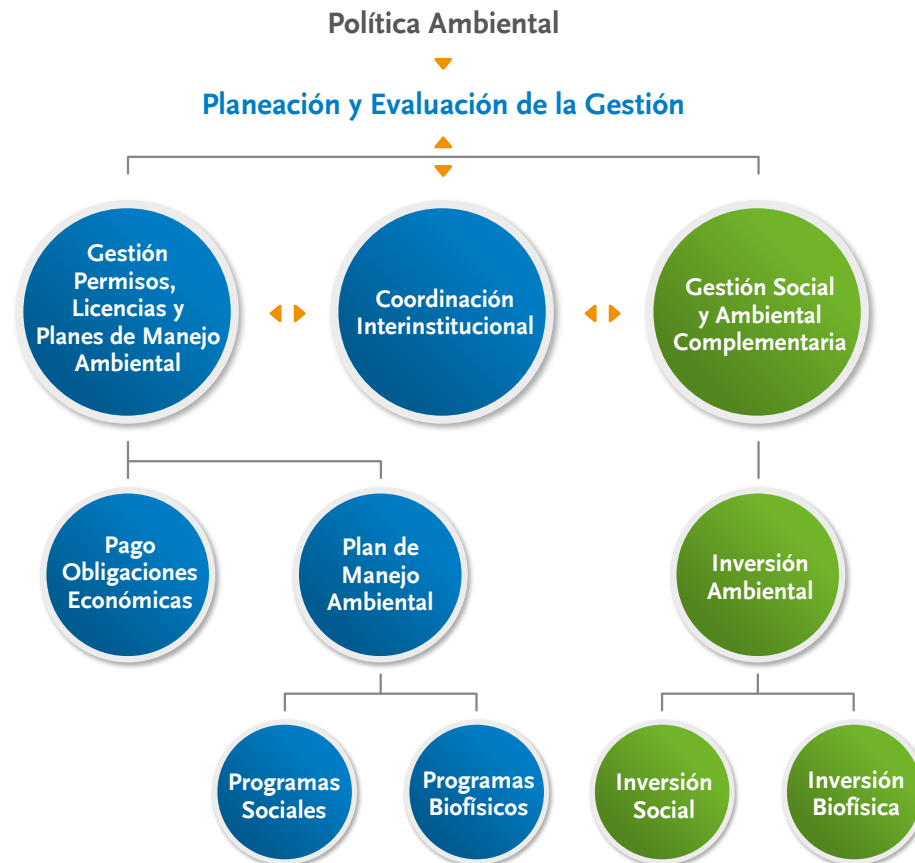 Política Ambiental
Planeación y Evaluación de la Gestión
Gestión
Permisos,
Licencias y
Planes de Manejo
Ambiental
Coordinación
Interinstitucional
Gestión Social
y Ambiental
Complementaria
Pago
Obligaciones
Económicas
Plan de
Manejo
Ambiental
Inversión
Ambiental
Programas
Sociales
Programas
Biofísicos
Inversión
Social
Inversión
Biofísica